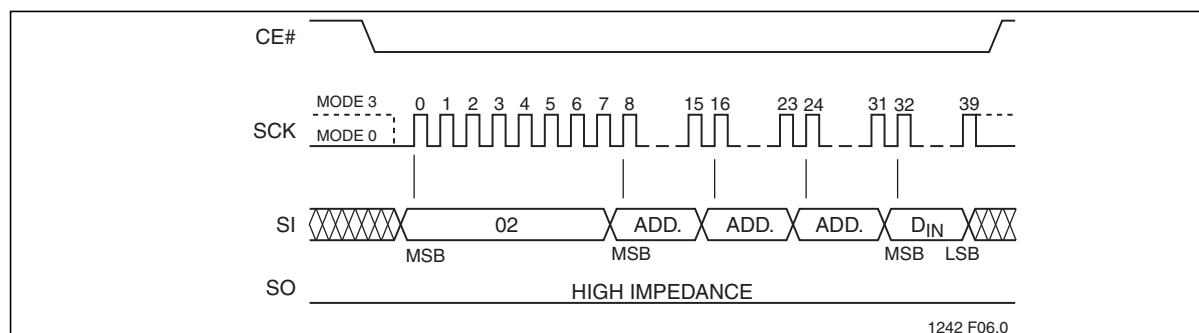 CE#
MODE 3 0 1 2 3 4 5 6 7 8 15 16 23 24 31 32 39
SCK MODE 0
SI 02 ADD. ADD. ADD. DIN
MSB MSB MSB LSB
SO HIGH IMPEDANCE
1242 F06.0